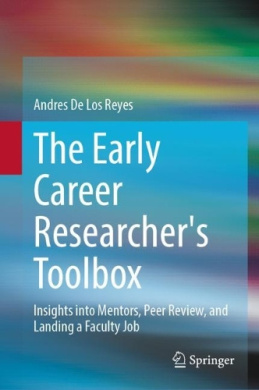 Andres De Los Reyes
The Early
Career
Researcher's
Toolbox
Insights into Mentors, Peer Review, and
Landing a Faculty Job
Springer